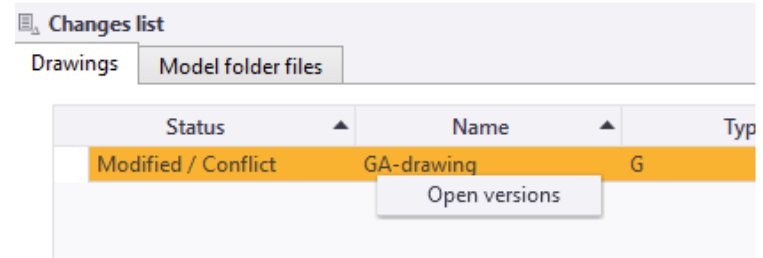 Changes list
Drawings Model folder files
Status Name Typ
Modified / Conflict GA-drawing G
Open versions